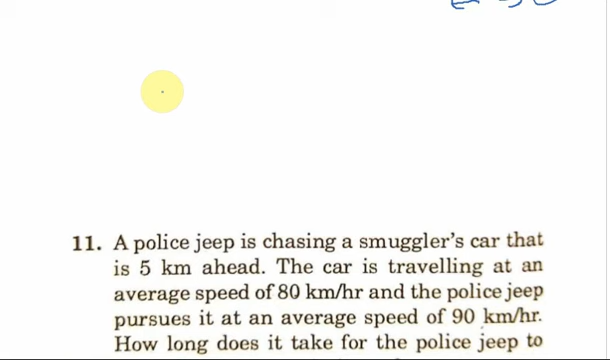 11. A police jeep is chasing a smuggler's car that
is 5 km ahead. The car is travelling at an
average speed of 80 km/hr and the police jeep
pursues it at an average speed of 90 km/hr.
How long does it take for the police jeep to